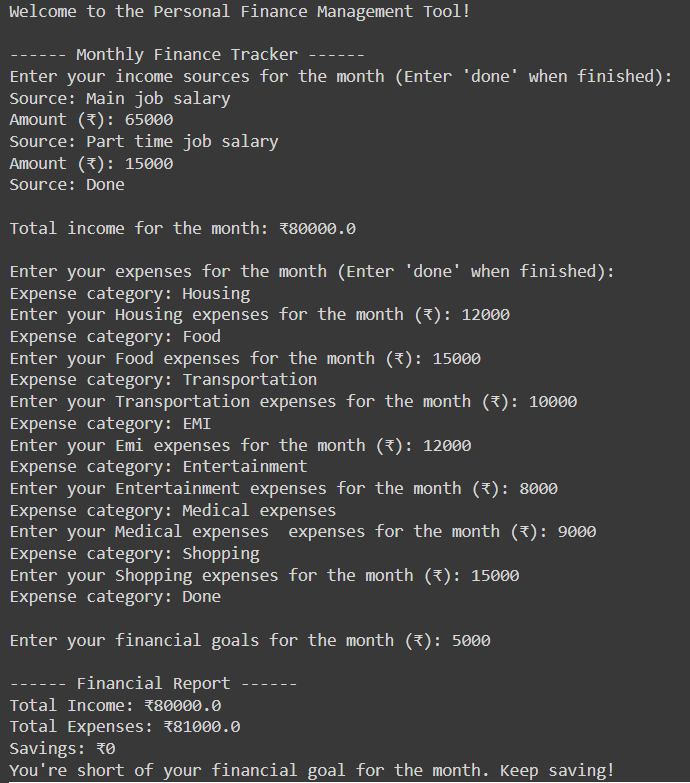 Welcome to the Personal Finance Management Tool!
------ Monthly Finance Tracker ------
Enter your income sources for the month (Enter 'done' when finished):
Source: Main job salary
Amount (₹): 65000
Source: Part time job salary
Amount (₹): 15000
Source: Done
Total income for the month: ₹80000.0
Enter your expenses for the month (Enter 'done' when finished):
Expense category: Housing
Enter your Housing expenses for the month (₹): 12000
Expense category: Food
Enter your Food expenses for the month (₹): 15000
Expense category: Transportation
Enter your Transportation expenses for the month (₹): 10000
Expense category: EMI
Enter your Emi expenses for the month (₹): 12000
Expense category: Entertainment
Enter your Entertainment expenses for the month (₹): 8000
Expense category: Medical expenses
Enter your Medical expenses  expenses for the month (₹): 9000
Expense category: Shopping
Enter your Shopping expenses for the month (₹): 15000
Expense category: Done
Enter your financial goals for the month (₹): 5000
------ Financial Report ------
Total Income: ₹80000.0
Total Expenses: ₹81000.0
Savings: ₹0
You're short of your financial goal for the month. Keep saving!